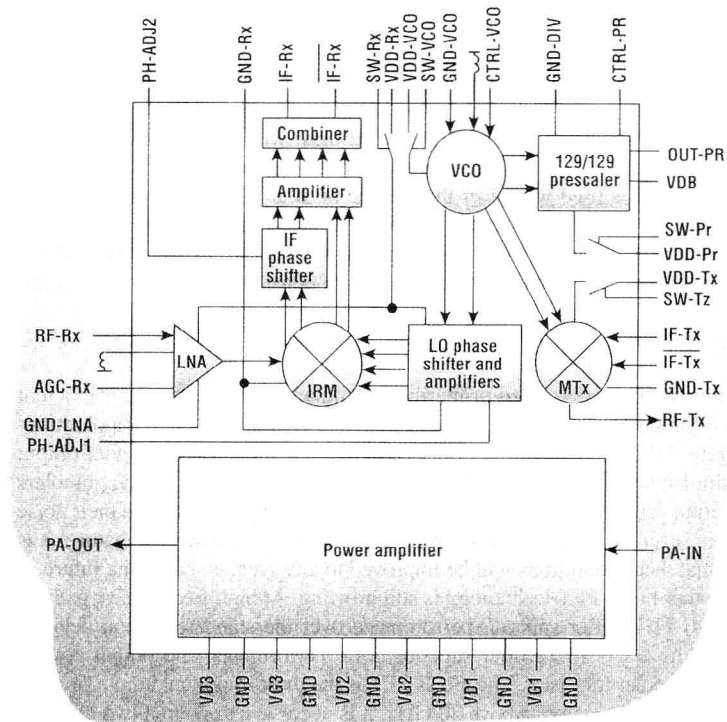 PH-ADJ2
GND-Rx
IF-Rx
IF-Rx
SW-Rx
VDD-Rx
VDD-VCO
SW-VCO
GND-VCO
CTRL-VCO
GND-DIV
CTRL-PR
Combiner
Amplifier
IF
phase
shifter
VCO
129/129
prescaler
OUT-PR
VDB
SW-Pr
VDD-Pr
VDD-Tx
SW-Tz
RF-Rx
LNA
AGC-Rx
GND-LNA
PH-ADJ1
IRM
LO phase
shifter and
amplifiers
MTx
IF-Tx
IF-Tx
GND-Tx
RF-Tx
PA-OUT
Power amplifier
PA-IN
VD3
GND
VG3
GND
VD2
GND
VG2
GND
VD1
GND
VG1
GND